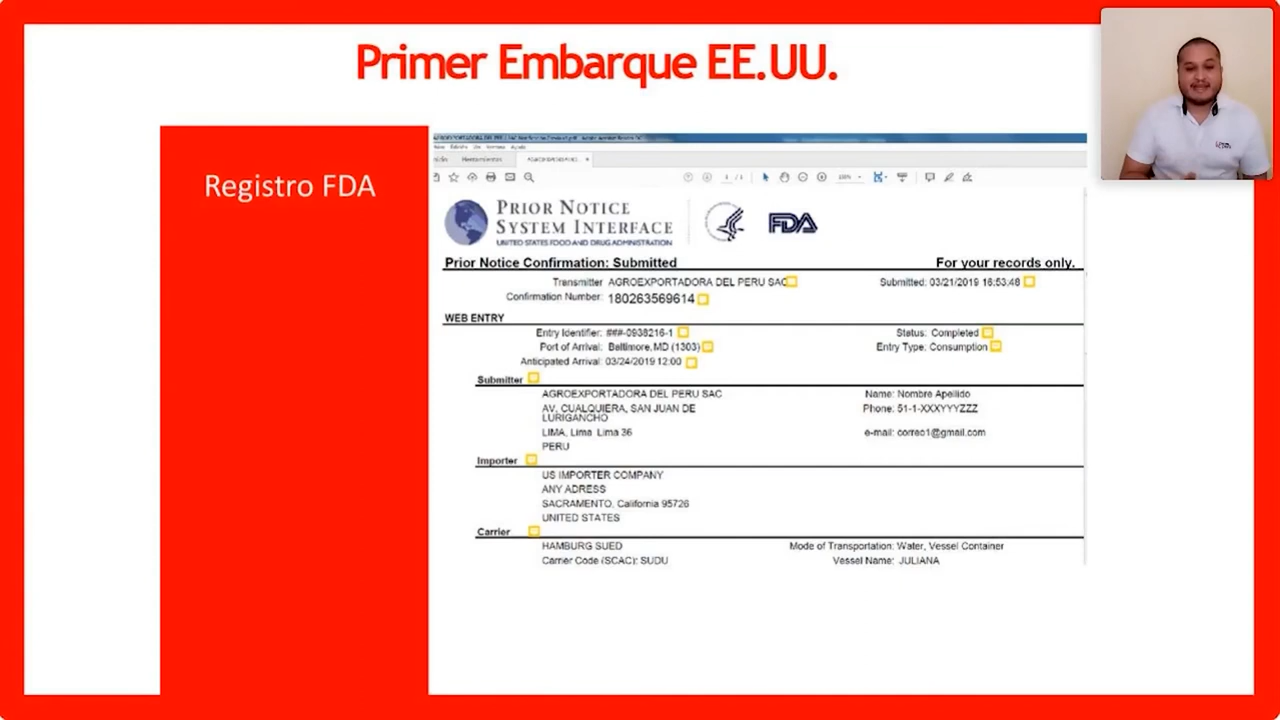 Primer Embarque EE.UU.
Registro FDA
Herramientas
PRIOR NOTICE
SYSTEM INTERFACE
UNITED STATES FOOD AND DRUG ADMINISTRATION
FDA
Prior Notice Confirmation: Submitted For your records only.
Transmitter AGROEXPORTADORA DEL PERU SAC Submitted: 03/21/2019 16:53:48
Confirmation Number: 180263569614
WEB ENTRY
Entry Identifier: ###-0938216-1 Status: Completed
Port of Arrival: Baltimore, MD (1303) Entry Type: Consumption
Anticipated Arrival: 03/24/2019 12:00
Submitter
AGROEXPORTADORA DEL PERU SAC Name: Nombre Apellido
AV, CUALQUIERA, SAN JUAN DE Phone: 51-1-XXXYYYZZZ
LURIGANCHO
LIMA, Lima Lima 36 e-mail: correo1@gmail.com
PERU
Importer
US IMPORTER COMPANY
ANY ADRESS
SACRAMENTO, California 95726
UNITED STATES
Carrier
HAMBURG SUED Mode of Transportation: Water, Vessel Container
Carrier Code (SCAC): SUDU Vessel Name: JULIANA